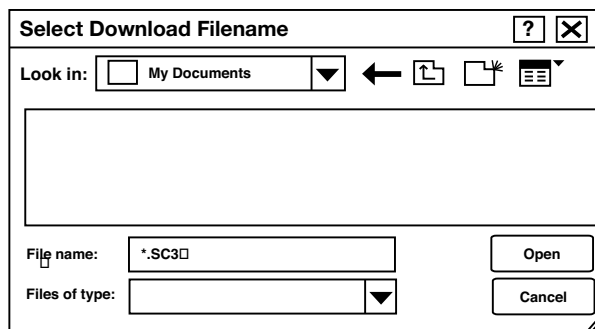 Select Download Filename ?
Look in: My Documents
File name: *.SC3
Open
Files of type:
Cancel